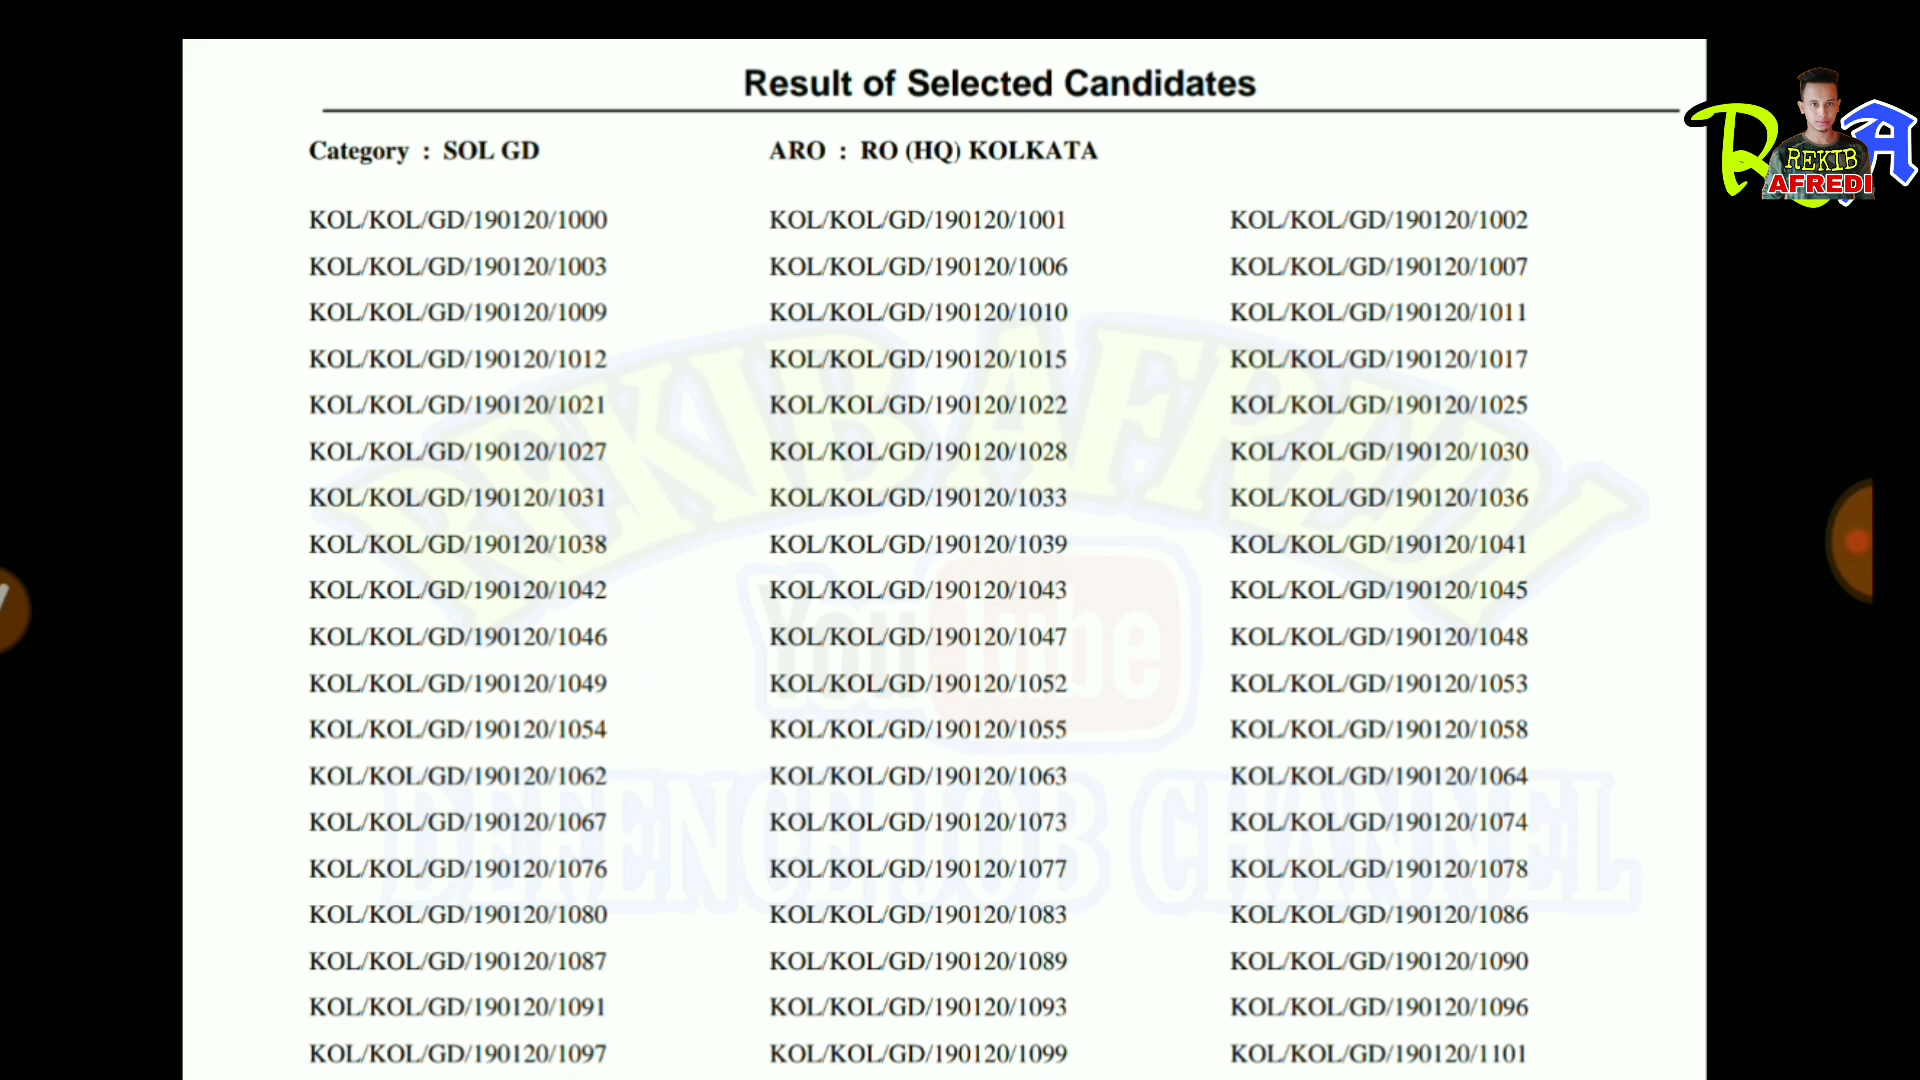 Result of Selected Candidates
Category : SOL GD ARO : RO (HQ) KOLKATA
KOL/KOL/GD/190120/1000 KOL/KOL/GD/190120/1001 KOL/KOL/GD/190120/1002
KOL/KOL/GD/190120/1003 KOL/KOL/GD/190120/1006 KOL/KOL/GD/190120/1007
KOL/KOL/GD/190120/1009 KOL/KOL/GD/190120/1010 KOL/KOL/GD/190120/1011
KOL/KOL/GD/190120/1012 KOL/KOL/GD/190120/1015 KOL/KOL/GD/190120/1017
KOL/KOL/GD/190120/1021 KOL/KOL/GD/190120/1022 KOL/KOL/GD/190120/1025
KOL/KOL/GD/190120/1027 KOL/KOL/GD/190120/1028 KOL/KOL/GD/190120/1030
KOL/KOL/GD/190120/1031 KOL/KOL/GD/190120/1033 KOL/KOL/GD/190120/1036
KOL/KOL/GD/190120/1038 KOL/KOL/GD/190120/1039 KOL/KOL/GD/190120/1041
KOL/KOL/GD/190120/1042 KOL/KOL/GD/190120/1043 KOL/KOL/GD/190120/1045
KOL/KOL/GD/190120/1046 KOL/KOL/GD/190120/1047 KOL/KOL/GD/190120/1048
KOL/KOL/GD/190120/1049 KOL/KOL/GD/190120/1052 KOL/KOL/GD/190120/1053
KOL/KOL/GD/190120/1054 KOL/KOL/GD/190120/1055 KOL/KOL/GD/190120/1058
KOL/KOL/GD/190120/1062 KOL/KOL/GD/190120/1063 KOL/KOL/GD/190120/1064
KOL/KOL/GD/190120/1067 KOL/KOL/GD/190120/1073 KOL/KOL/GD/190120/1074
KOL/KOL/GD/190120/1076 KOL/KOL/GD/190120/1077 KOL/KOL/GD/190120/1078
KOL/KOL/GD/190120/1080 KOL/KOL/GD/190120/1083 KOL/KOL/GD/190120/1086
KOL/KOL/GD/190120/1087 KOL/KOL/GD/190120/1089 KOL/KOL/GD/190120/1090
KOL/KOL/GD/190120/1091 KOL/KOL/GD/190120/1093 KOL/KOL/GD/190120/1096
KOL/KOL/GD/190120/1097 KOL/KOL/GD/190120/1099 KOL/KOL/GD/190120/1101
REKIB AFREDY
YouTube
DEFENCE JOB CHANNEL
R A
REKIB
AFREDI